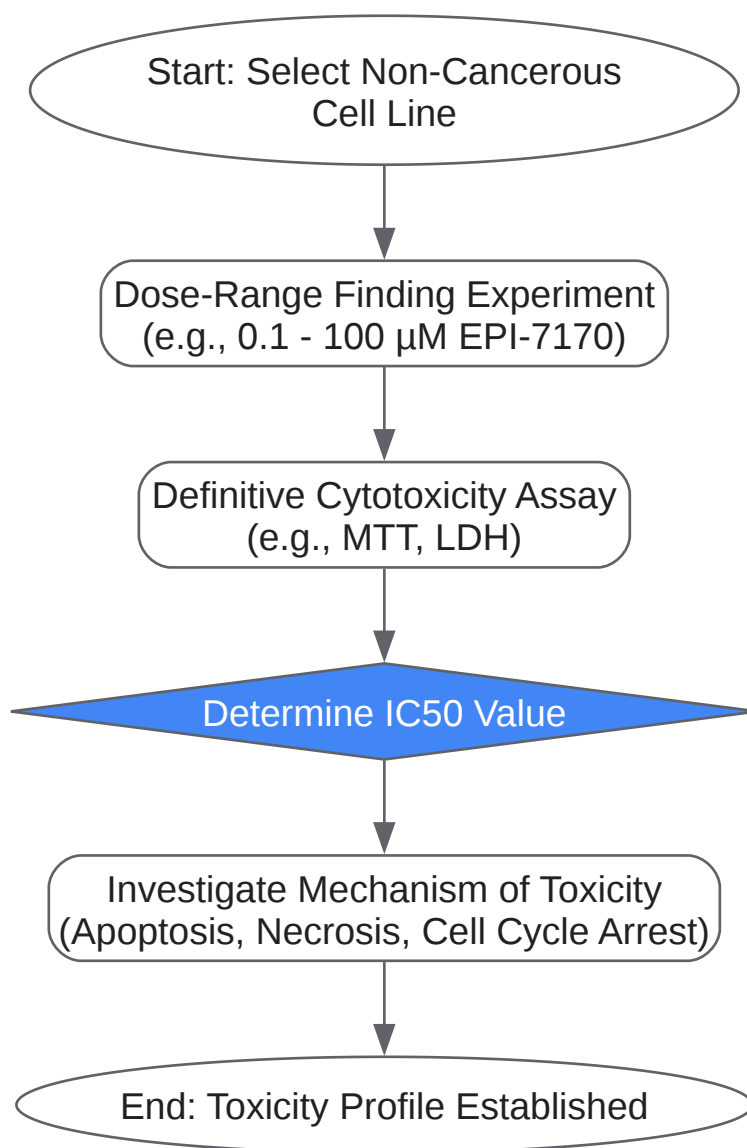 Start: Select Non-Cancerous
Cell Line
Dose-Range Finding Experiment
(e.g., 0.1 - 100 µM EPI-7170)
Definitive Cytotoxicity Assay
(e.g., MTT, LDH)
Determine IC50 Value
Investigate Mechanism of Toxicity
(Apoptosis, Necrosis, Cell Cycle Arrest)
End: Toxicity Profile Established